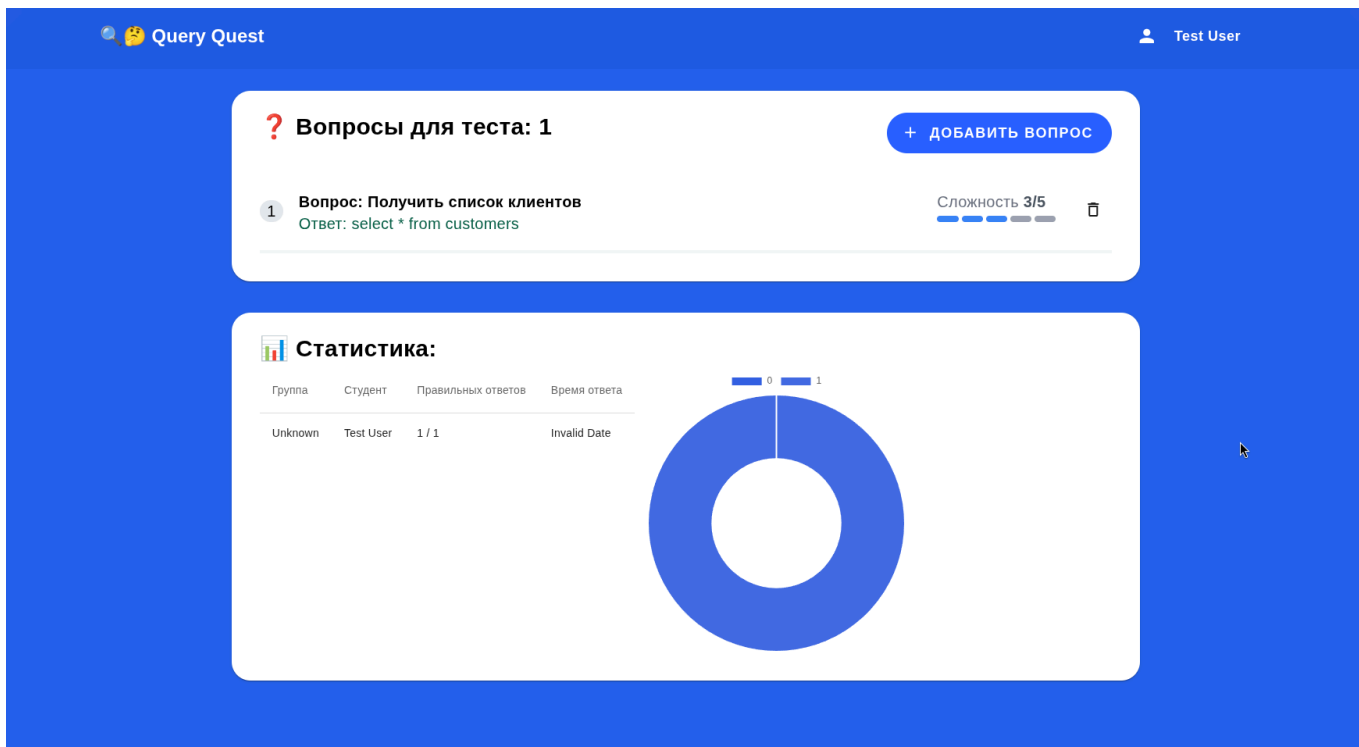 🔍🤔 Query Quest
Test User
❓ Вопросы для теста: 1
+ ДОБАВИТЬ ВОПРОС
1
Вопрос: Получить список клиентов
Ответ: select * from customers
Сложность 3/5
📊 Статистика:
Группа Студент Правильных ответов Время ответа
Unknown Test User 1 / 1 Invalid Date
0 1